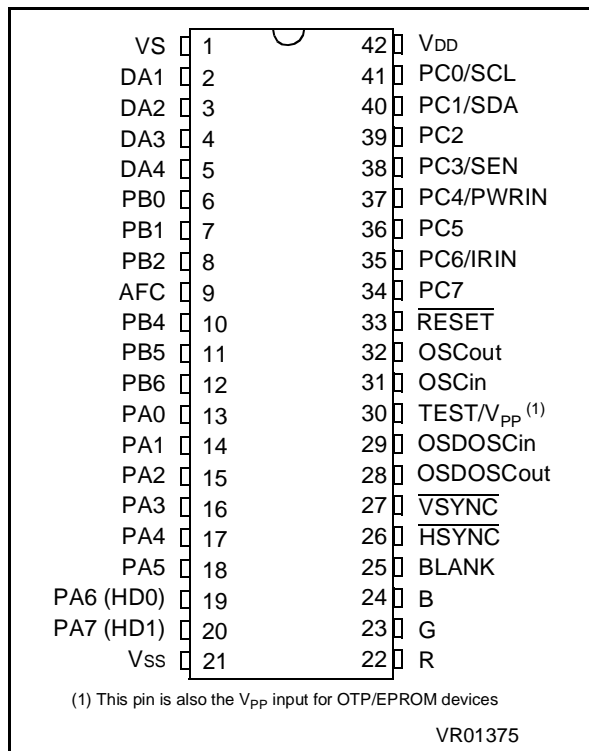 VS 1 42 VDD
DA1 2 41 PC0/SCL
DA2 3 40 PC1/SDA
DA3 4 39 PC2
DA4 5 38 PC3/SEN
PB0 6 37 PC4/PWRIN
PB1 7 36 PC5
PB2 8 35 PC6/IRIN
AFC 9 34 PC7
PB4 10 33 RESET
PB5 11 32 OSCout
PB6 12 31 OSCin
PA0 13 30 TEST/VPP (1)
PA1 14 29 OSDOSCin
PA2 15 28 OSDOSCout
PA3 16 27 VSYNC
PA4 17 26 HSYNC
PA5 18 25 BLANK
PA6 (HD0) 19 24 B
PA7 (HD1) 20 23 G
VSS 21 22 R
(1) This pin is also the VPP input for OTP/EPROM devices
VR01375